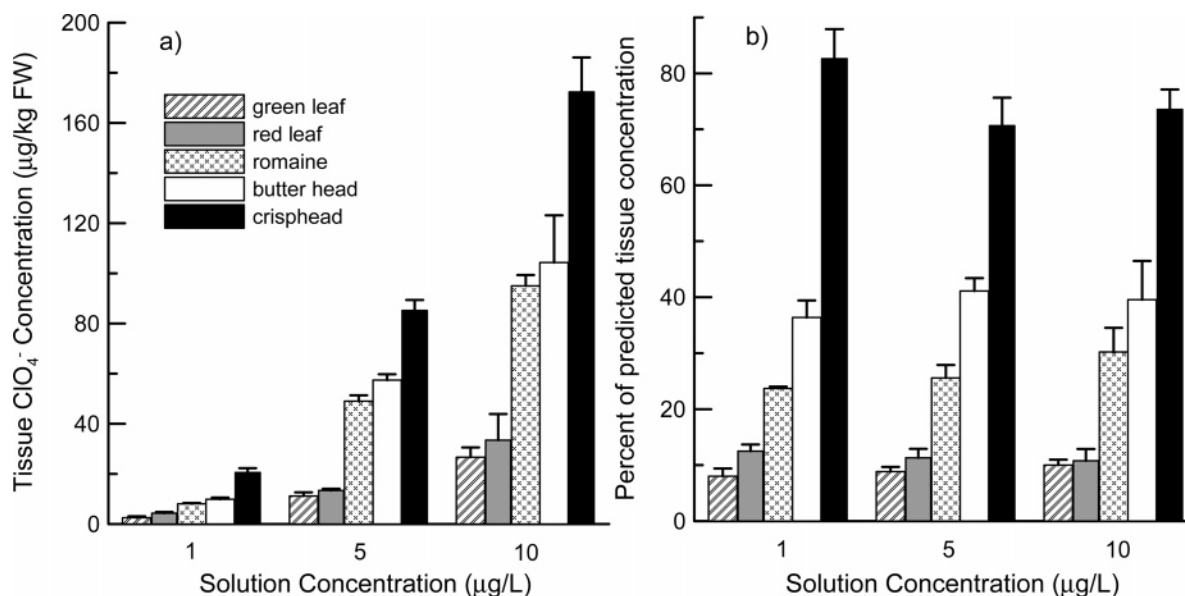 a)
Tissue ClO₄⁻ Concentration (μg/kg FW)
200
160
120
80
40
0
green leaf
red leaf
romaine
butter head
crisphead
1 5 10
Solution Concentration (μg/L)
b)
Percent of predicted tissue concentration
80
60
40
20
0
1 5 10
Solution Concentration (μg/L)